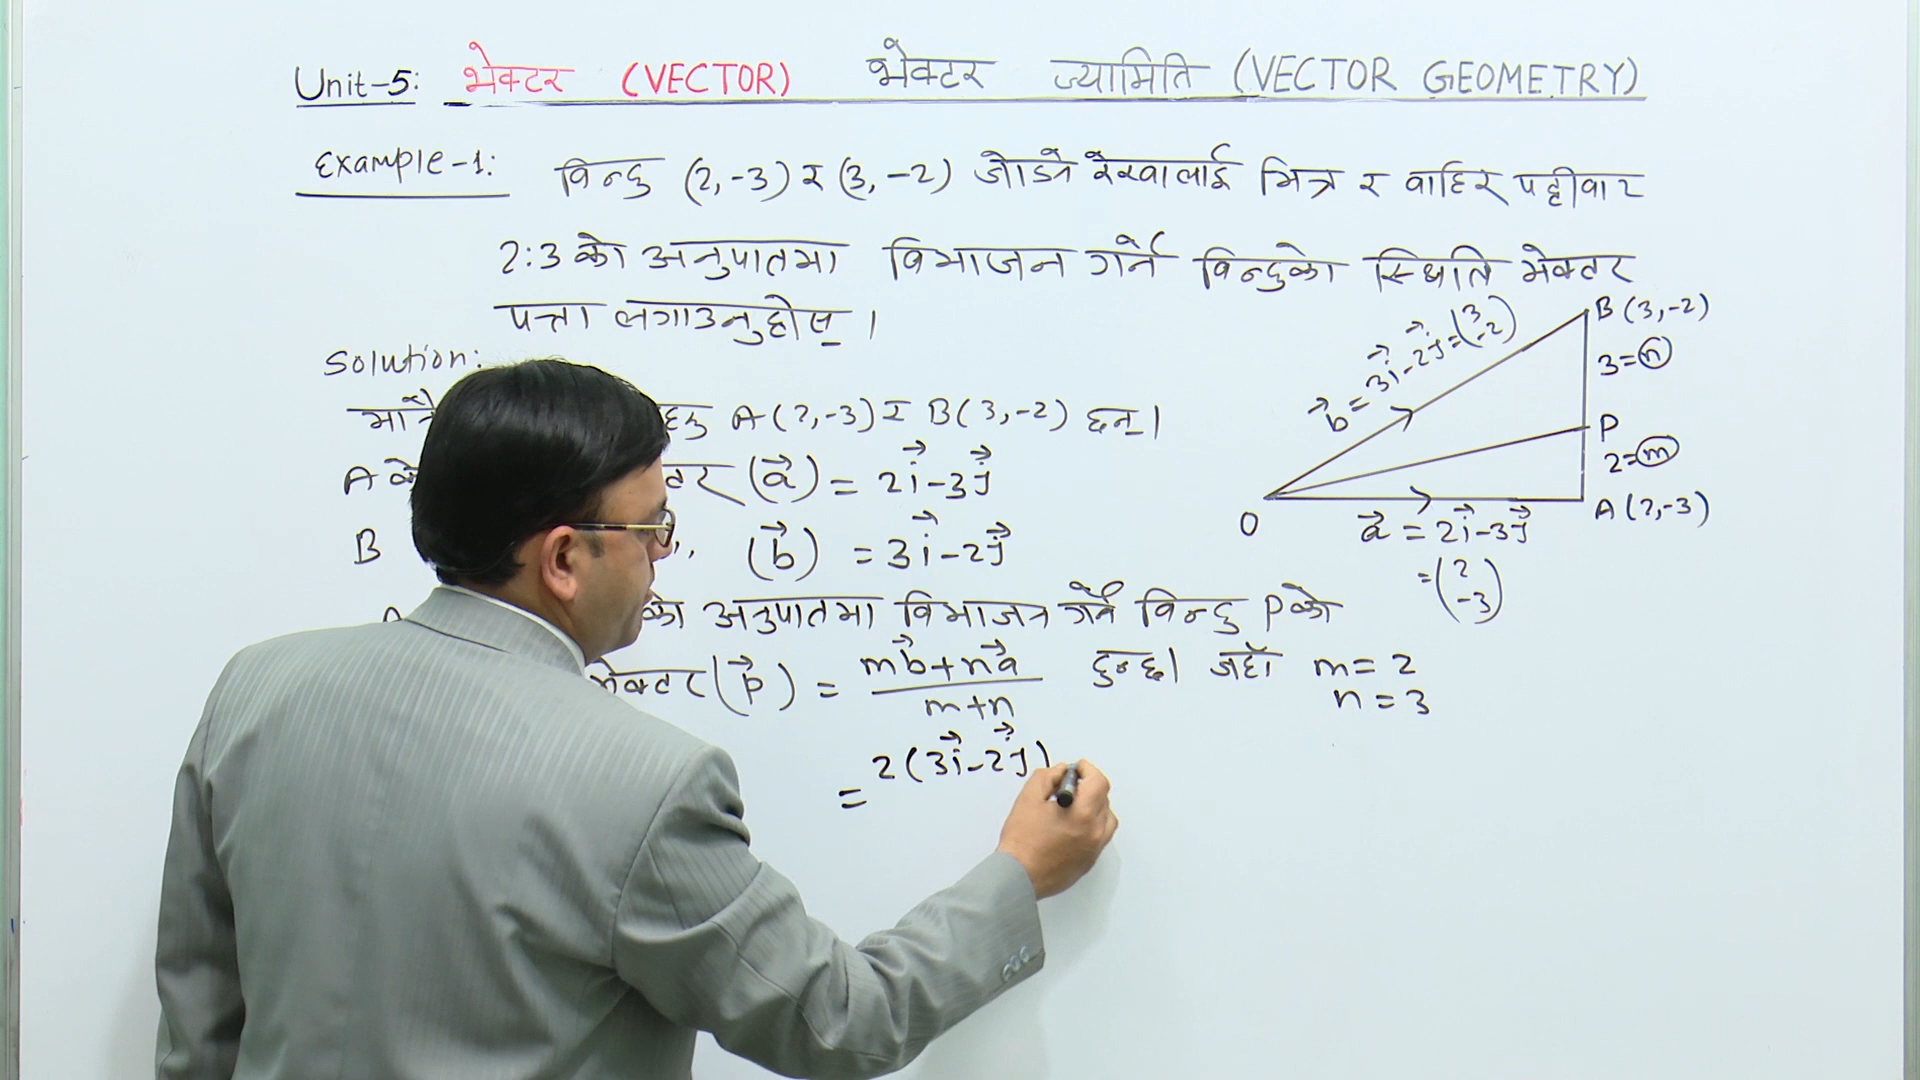 Unit-5: भेक्टर (VECTOR) भेक्टर ज्यामिति (VECTOR GEOMETRY)
Example-1: विन्दु (2,-3) र (3,-2) जोड्ने रेखालाई भित्र र वाहिर पट्टीवाट
2:3 को अनुपातमा विभाजन गर्ने विन्दुको स्थिति भेक्टर
पत्ता लगाउनुहोस् ।
Solution:
A(2,-3) र B(3,-2) छन् ।
A (a⃗) = 2i⃗-3j⃗
B ,, (b⃗) = 3i⃗-2j⃗
को अनुपातमा विभाजन गर्ने विन्दु P को
भेक्टर (p⃗) = (mb⃗+na⃗)/(m+n) हुन्छ। जहाँ m=2
n=3
= 2(3i⃗-2j⃗)
b⃗ = 3i⃗-2j⃗ = (3 -2)
B(3,-2)
3=n
P
2=m
A(2,-3)
O
a⃗ = 2i⃗-3j⃗
= (2 -3)